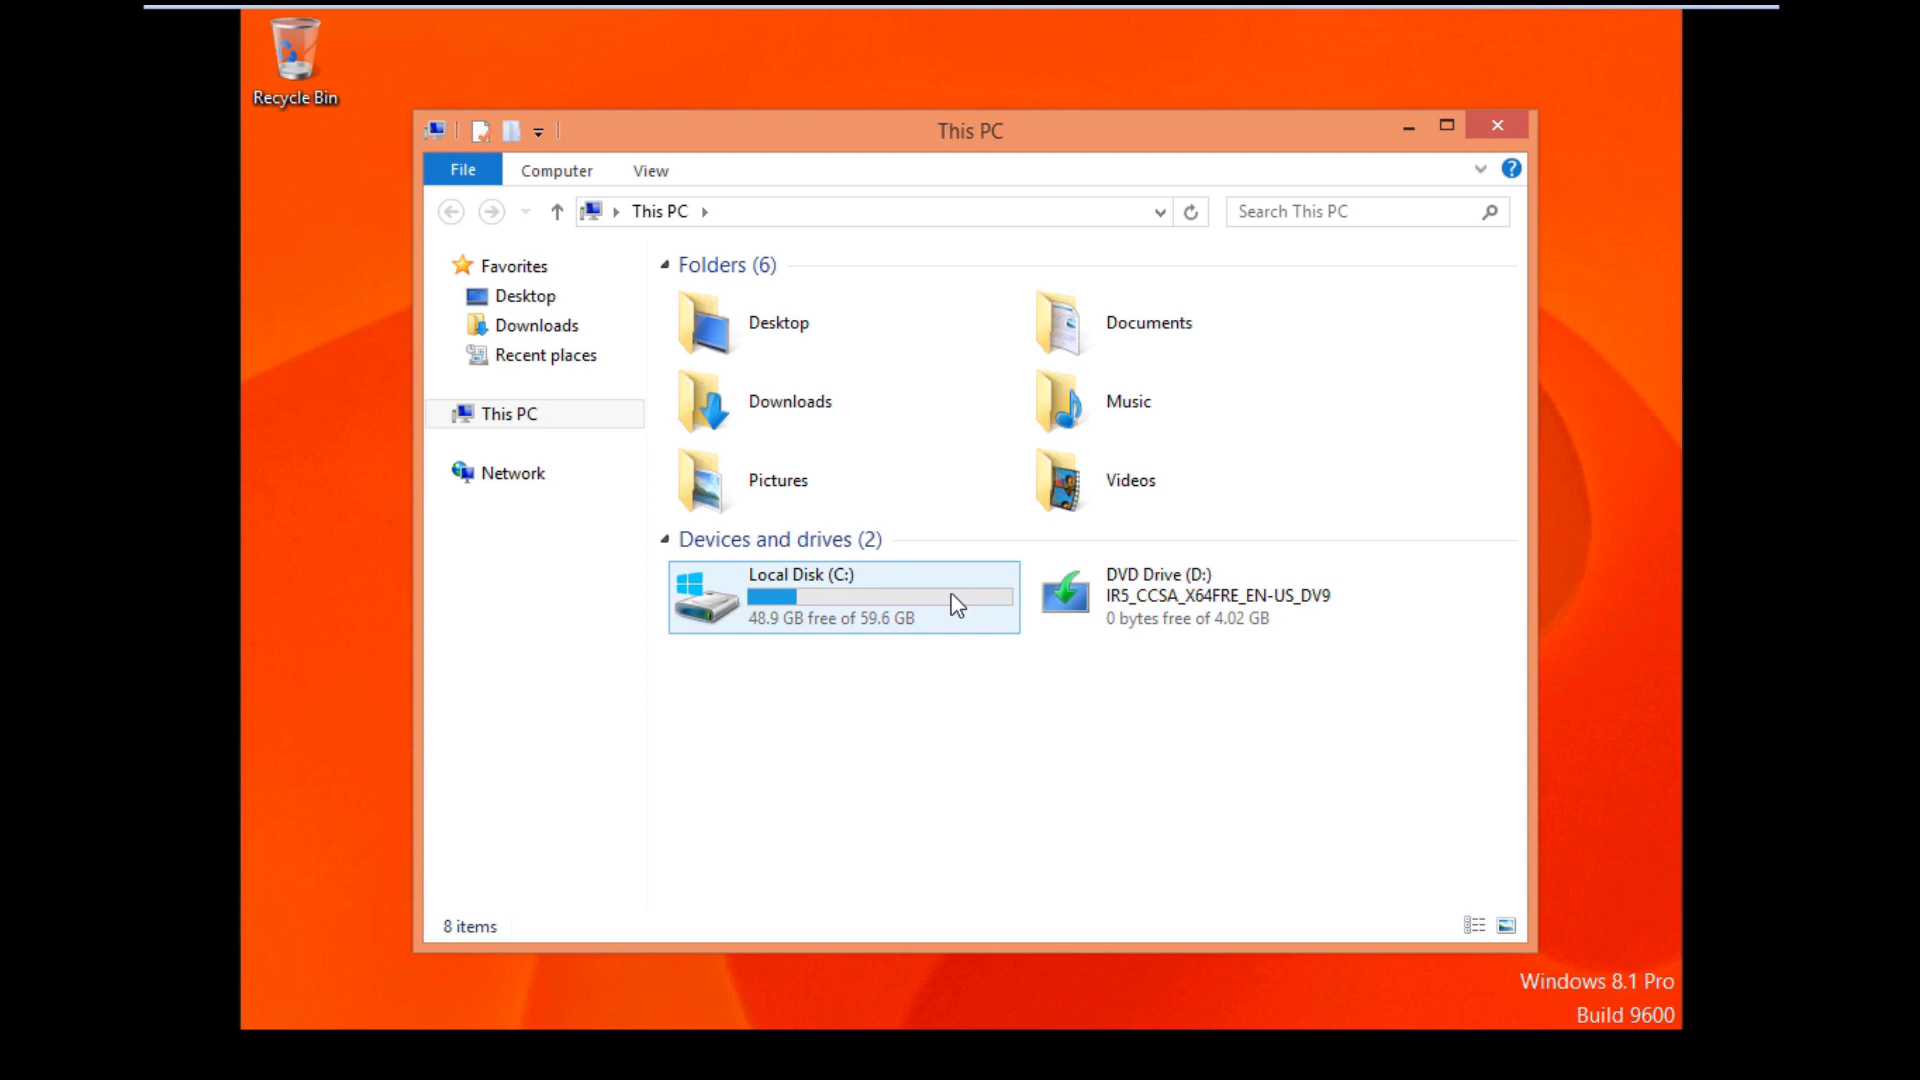 Recycle Bin
This PC
File
Computer
View
This PC
Search This PC
Favorites
Desktop
Downloads
Recent places
This PC
Network
Folders (6)
Desktop
Documents
Downloads
Music
Pictures
Videos
Devices and drives (2)
Local Disk (C:)
48.9 GB free of 59.6 GB
DVD Drive (D:)
IR5_CCSA_X64FRE_EN-US_DV9
0 bytes free of 4.02 GB
8 items
Windows 8.1 Pro
Build 9600